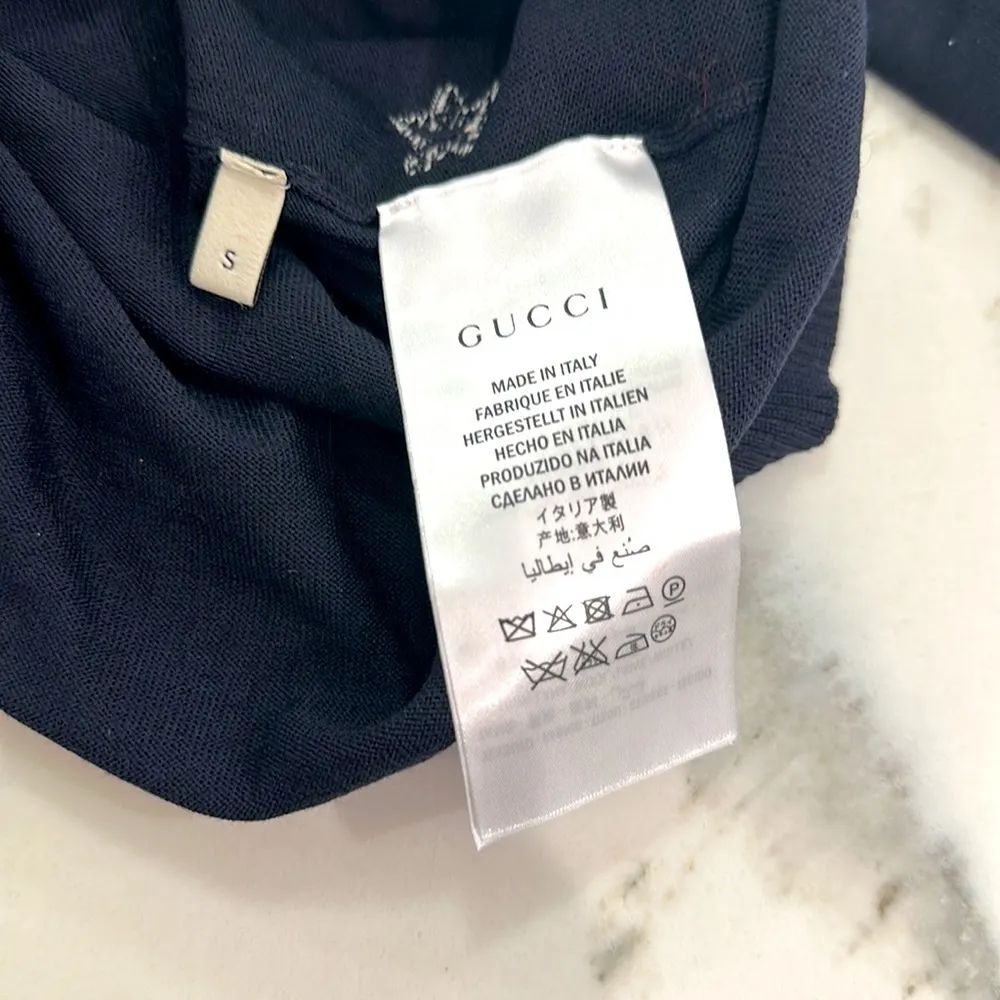 S
GUCCI
MADE IN ITALY
FABRIQUE EN ITALIE
HERGESTELLT IN ITALIEN
HECHO EN ITALIA
PRODUZIDO NA ITALIA
СДЕЛАНО В ИТАЛИИ
イタリア製
产地:意大利
صُنع في إيطاليا
P